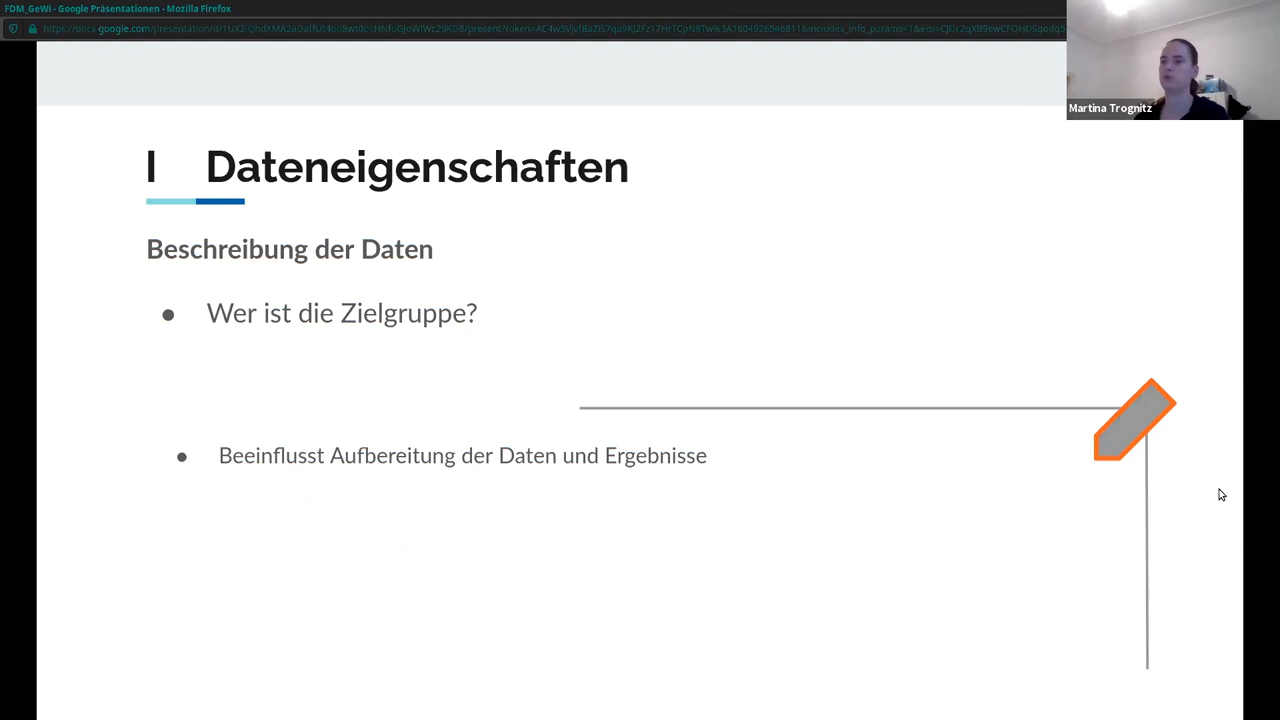 FDM_GeWi - Google Präsentationen - Mozilla Firefox
Martina Trognitz
I Dateneigenschaften
Beschreibung der Daten
● Wer ist die Zielgruppe?
● Beeinflusst Aufbereitung der Daten und Ergebnisse